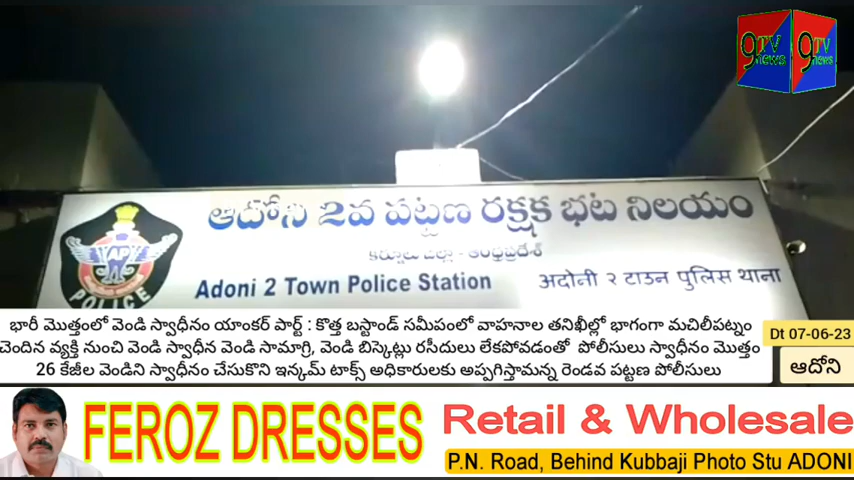 9TV news 9TV news
ఆదోని 2వ పట్టణ రక్షక భట నిలయం
కర్నూలు జిల్లా - ఆంధ్రప్రదేశ్
Adoni 2 Town Police Station
अदोनी २ टाउन पुलिस थाना
AP
POLICE
భారీ మొత్తంలో వెండి స్వాధీనం యాంకర్ పార్ట్ : కొత్త బస్టాండ్ సమీపంలో వాహనాల తనిఖీల్లో భాగంగా మచిలీపట్నం
చెందిన వ్యక్తి నుంచి వెండి స్వాధీన వెండి సామాగ్రి, వెండి బిస్కెట్లు రసీదులు లేకపోవడంతో పోలీసులు స్వాధీనం మొత్తం
26 కేజీల వెండిని స్వాధీనం చేసుకొని ఇన్కమ్ టాక్స్ అధికారులకు అప్పగిస్తామన్న రెండవ పట్టణ పోలీసులు
Dt 07-06-23
ఆదోని
FEROZ DRESSES
Retail & Wholesale
P.N. Road, Behind Kubbaji Photo Stu ADONI